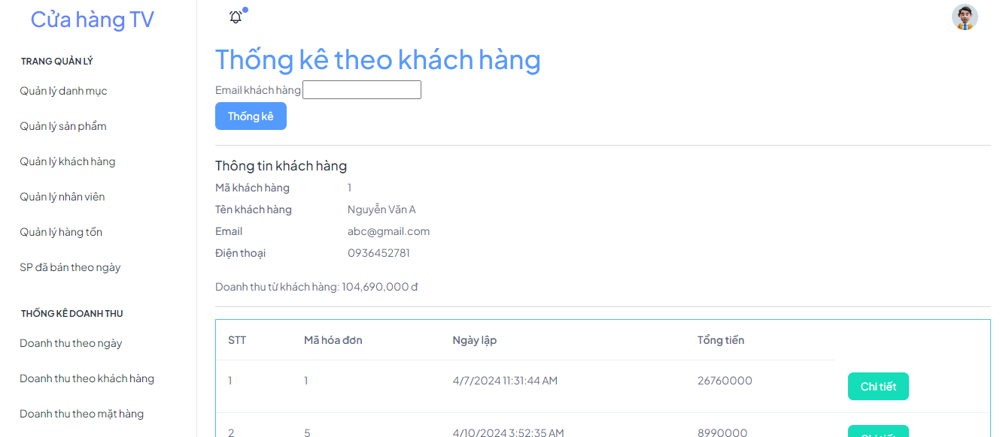 Cửa hàng TV
TRANG QUẢN LÝ
Quản lý danh mục
Quản lý sản phẩm
Quản lý khách hàng
Quản lý nhân viên
Quản lý hàng tồn
SP đã bán theo ngày
THỐNG KÊ DOANH THU
Doanh thu theo ngày
Doanh thu theo khách hàng
Doanh thu theo mặt hàng
Thống kê theo khách hàng
Email khách hàng
Thống kê
Thông tin khách hàng
Mã khách hàng 1
Tên khách hàng Nguyễn Văn A
Email abc@gmail.com
Điện thoại 0936452781
Doanh thu từ khách hàng: 104,690,000 đ
STT Mã hóa đơn Ngày lập Tổng tiền
1 1 4/7/2024 11:31:44 AM 26760000 Chi tiết
2 5 4/10/2024 3:52:35 AM 8990000 Chi tiết